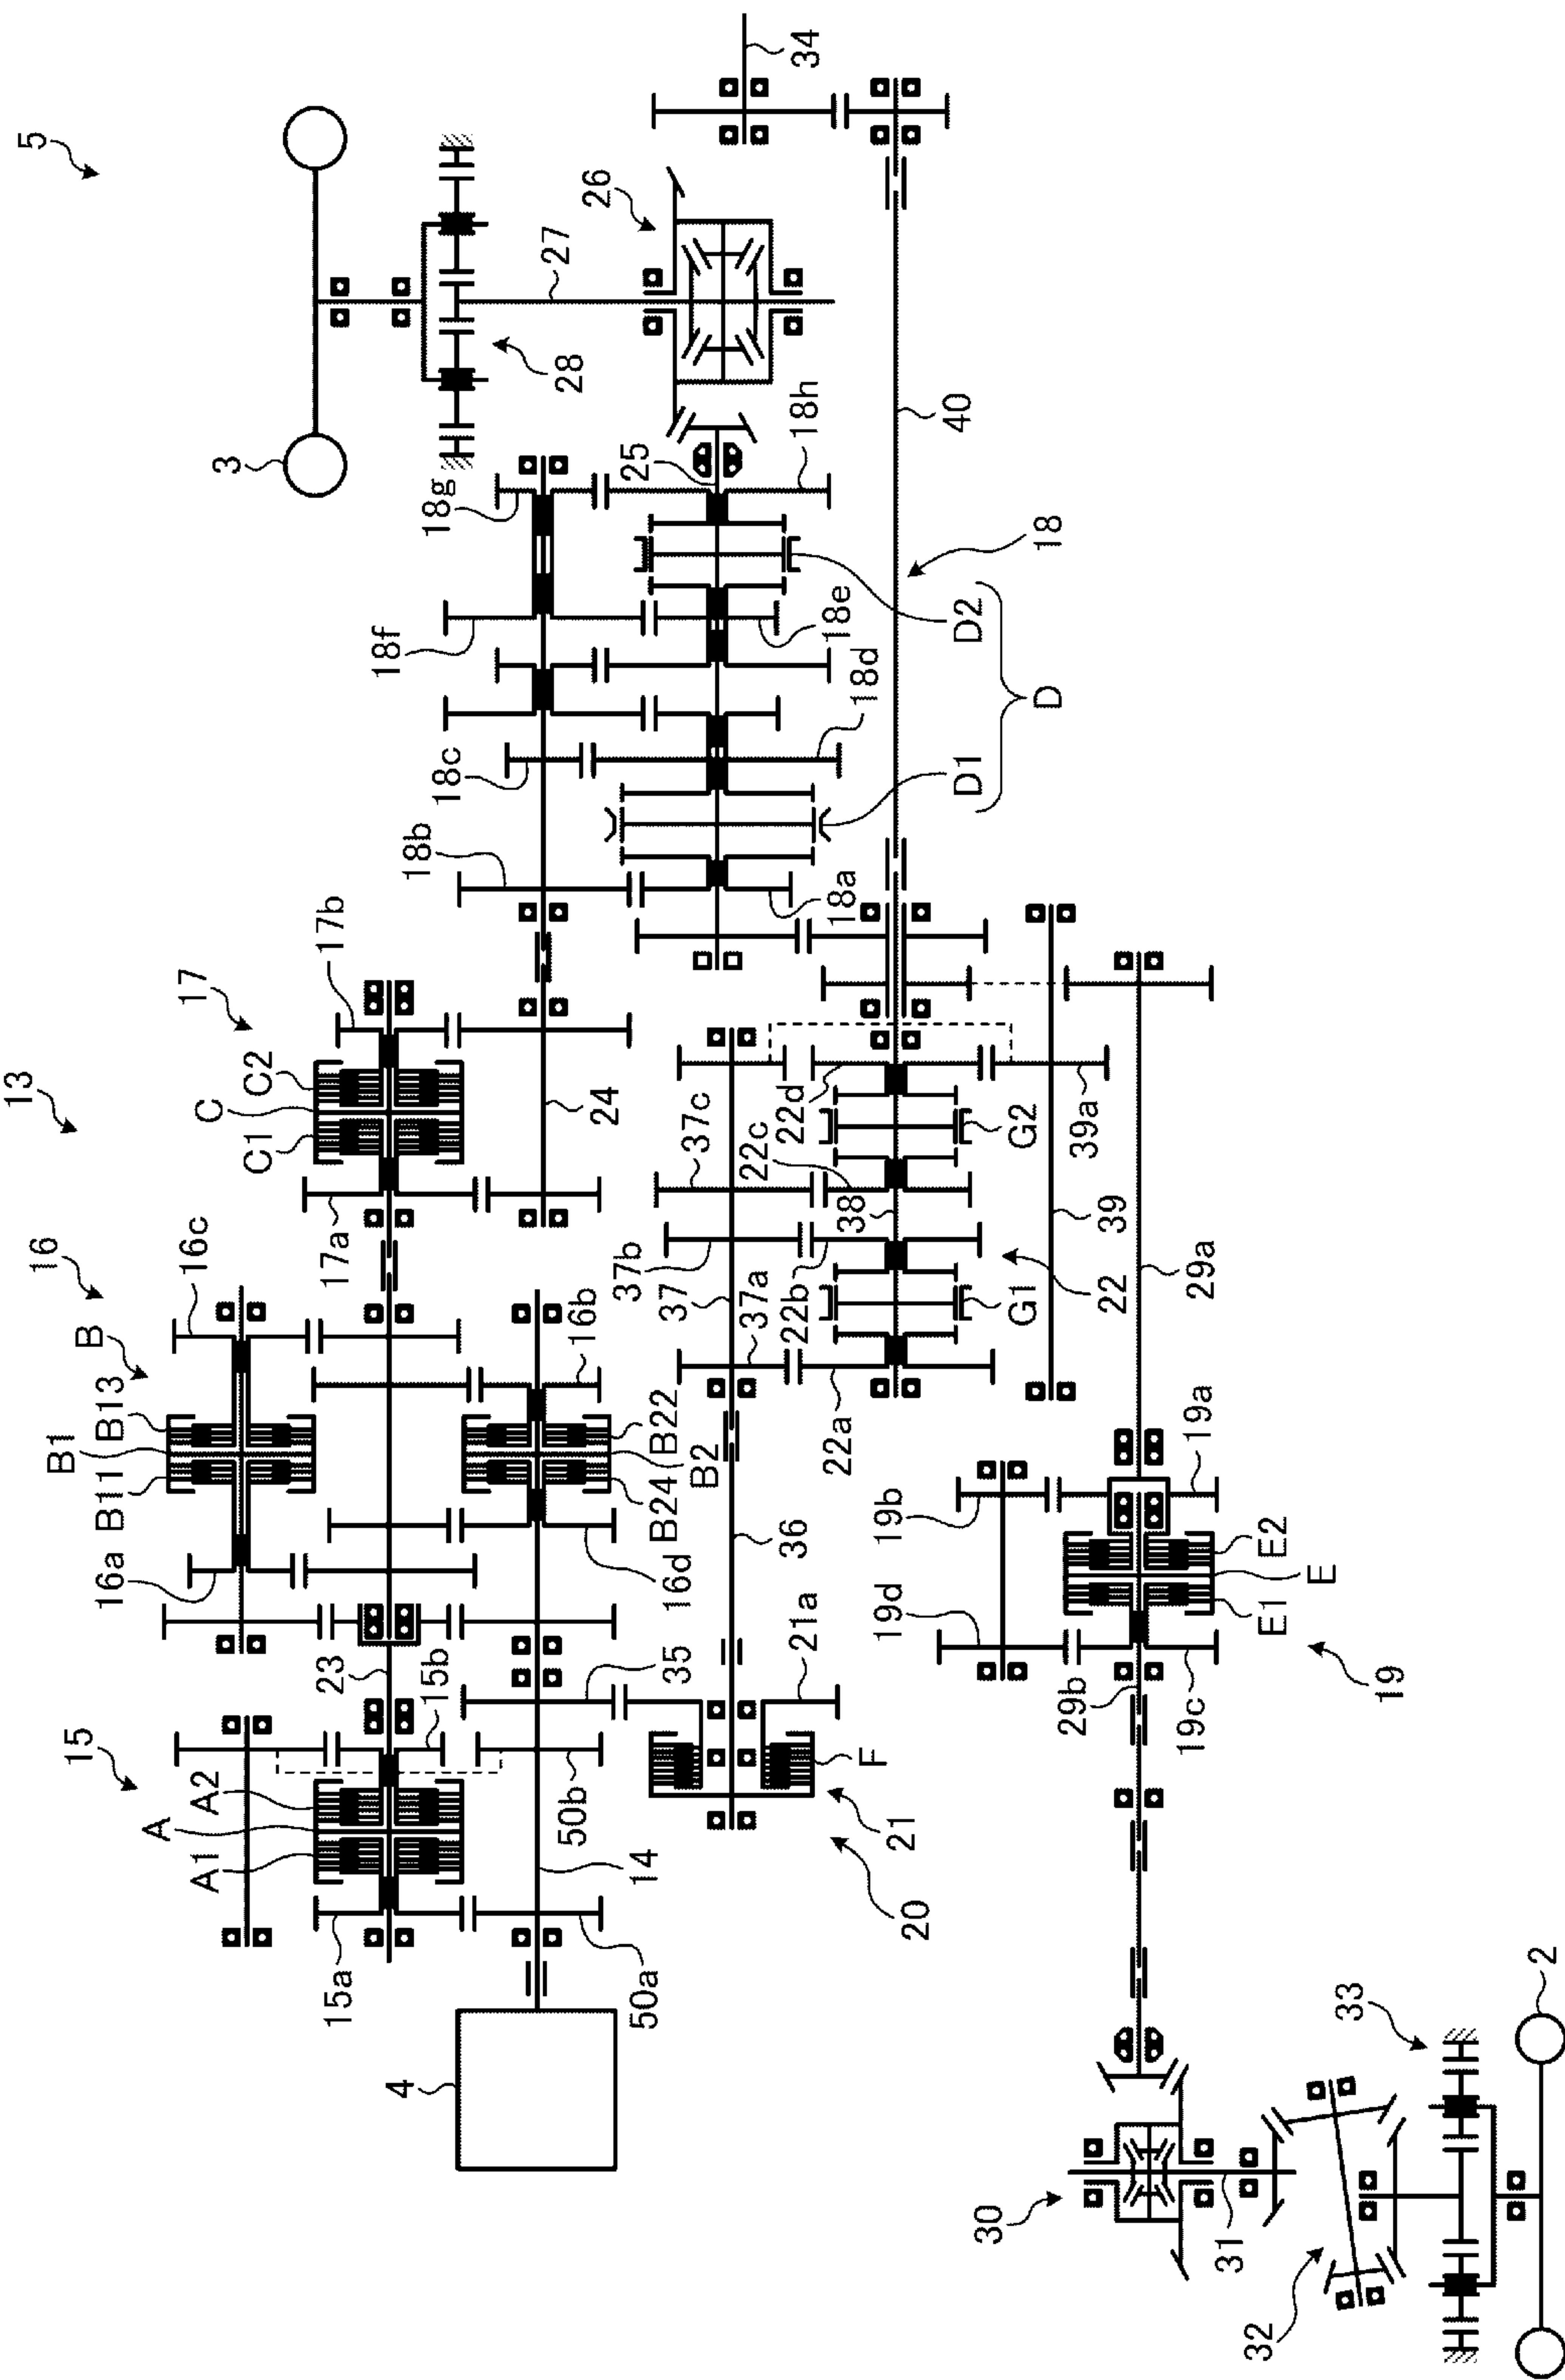 5
13
3
26
27
28
34
25
18g
18h
18f
18e
18d
18c
18b
18a
40
18
D2
D1
D
17
17b
C2
C
C1
17a
24
16
16c
B
B13
B1
B11
16a
16b
B22
B2
B24
16d
23
15
15b
A2
A
A1
15a
50b
50a
14
4
35
36
21a
F
21
20
37c
37b
37
37a
22c
22d
22b
22a
38
G2
G1
22
39a
39
29a
19a
19b
19d
E2
E
E1
19
19c
29b
30
31
32
33
2